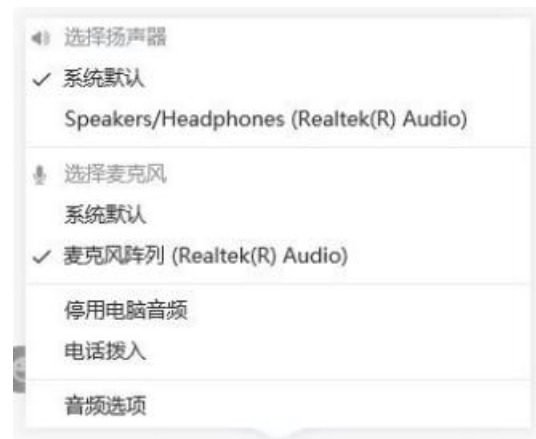 选择扬声器
系统默认
Speakers/Headphones (Realtek(R) Audio)
选择麦克风
系统默认
麦克风阵列 (Realtek(R) Audio)
停用电脑音频
电话拨入
音频选项